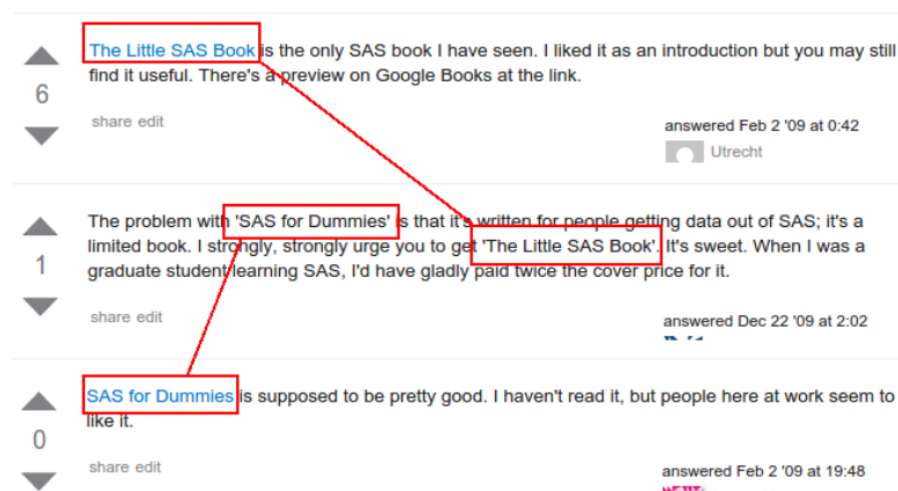 The Little SAS Book is the only SAS book I have seen. I liked it as an introduction but you may still
find it useful. There's a preview on Google Books at the link.
6
share edit
answered Feb 2 '09 at 0:42
Utrecht
The problem with 'SAS for Dummies' is that it's written for people getting data out of SAS; it's a
limited book. I strongly, strongly urge you to get 'The Little SAS Book'. It's sweet. When I was a
1
graduate student learning SAS, I'd have gladly paid twice the cover price for it.
share edit
answered Dec 22 '09 at 2:02
SAS for Dummies is supposed to be pretty good. I haven't read it, but people here at work seem to
like it.
0
share edit
answered Feb 2 '09 at 19:48